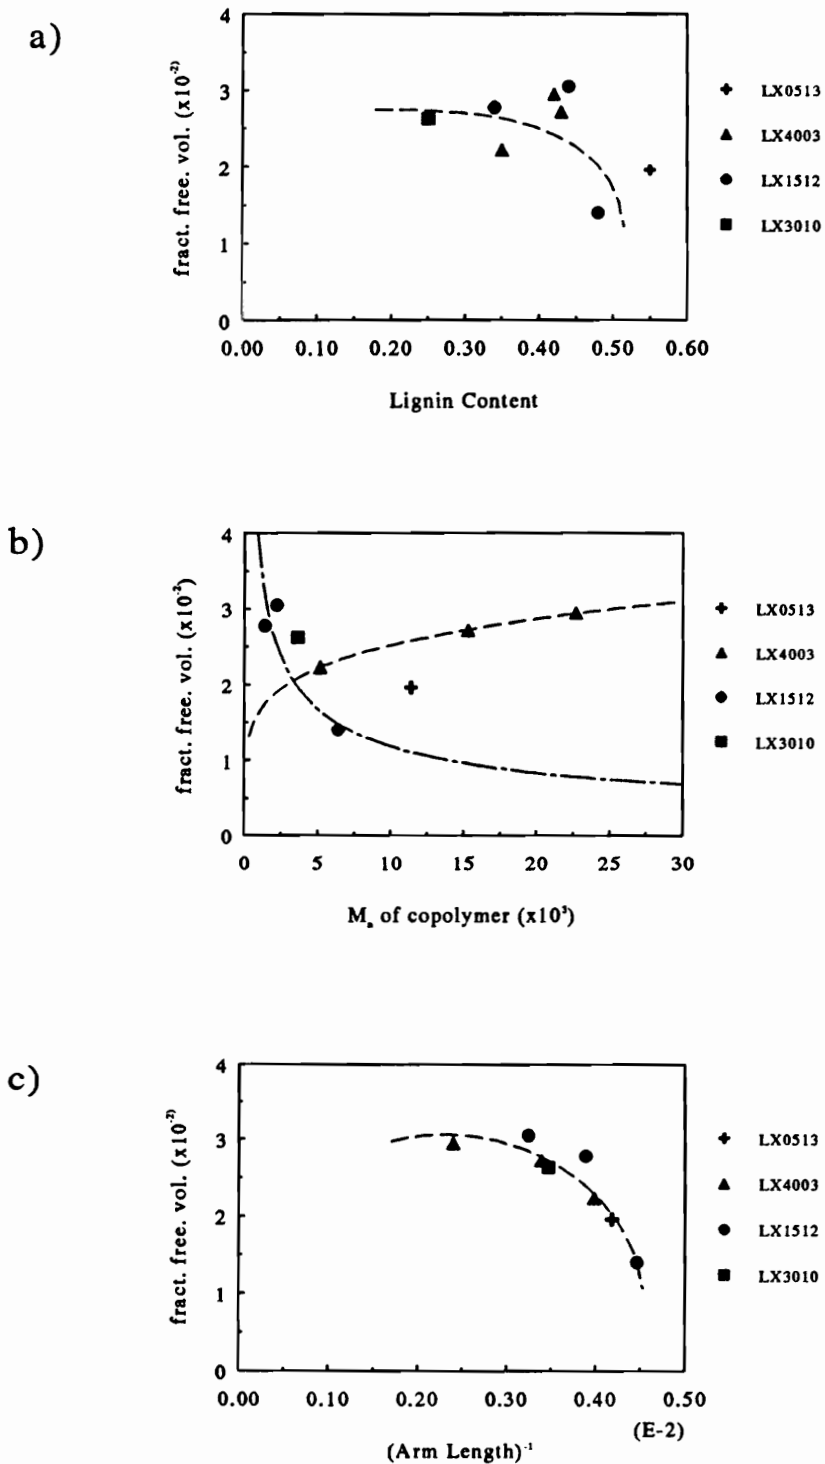 a)
fract. free. vol. (x10⁻²)
4
3
2
1
0
0.00 0.10 0.20 0.30 0.40 0.50 0.60
Lignin Content
LX0513
LX4003
LX1512
LX3010
b)
fract. free. vol. (x10⁻²)
4
3
2
1
0
0 5 10 15 20 25 30
Mₙ of copolymer (x10³)
LX0513
LX4003
LX1512
LX3010
c)
fract. free. vol. (x10⁻²)
4
3
2
1
0
0.00 0.10 0.20 0.30 0.40 0.50
(E-2)
(Arm Length)⁻¹
LX0513
LX4003
LX1512
LX3010